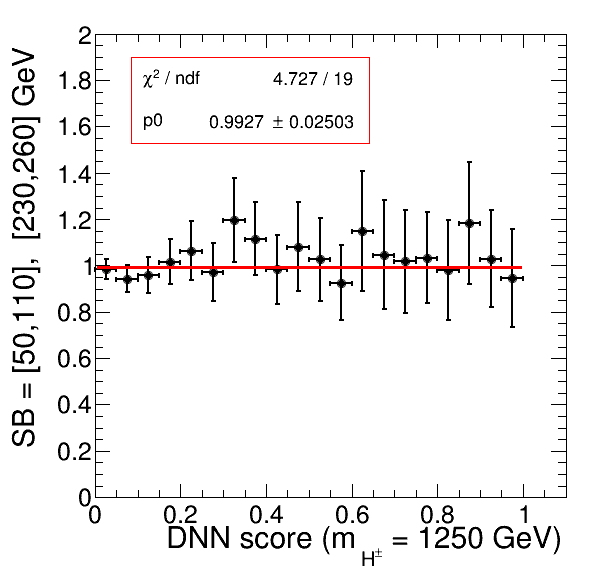 SB = [50,110], [230,260] GeV
2
1.8
1.6
1.4
1.2
1
0.8
0.6
0.4
0.2
0
χ² / ndf 4.727 / 19
p0 0.9927 ± 0.02503
0 0.2 0.4 0.6 0.8 1
DNN score (m_H± = 1250 GeV)